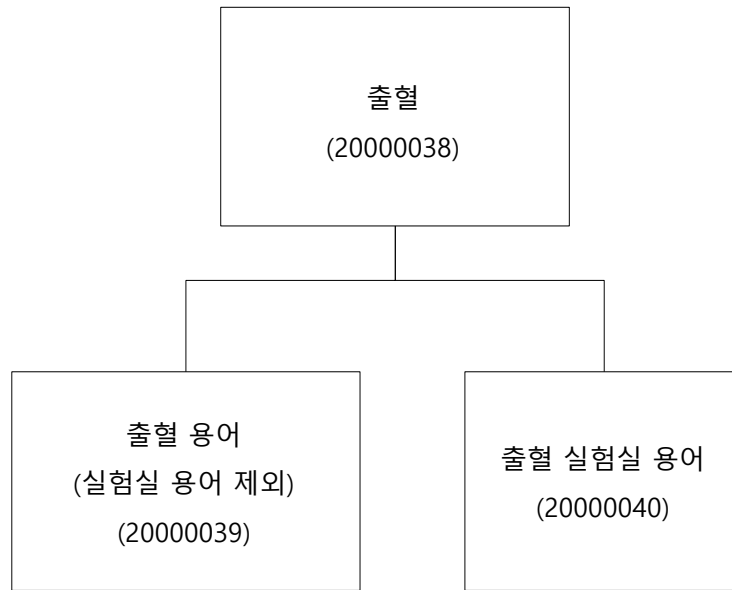 출혈
(20000038)
출혈 용어
(실험실 용어 제외)
(20000039)
출혈 실험실 용어
(20000040)